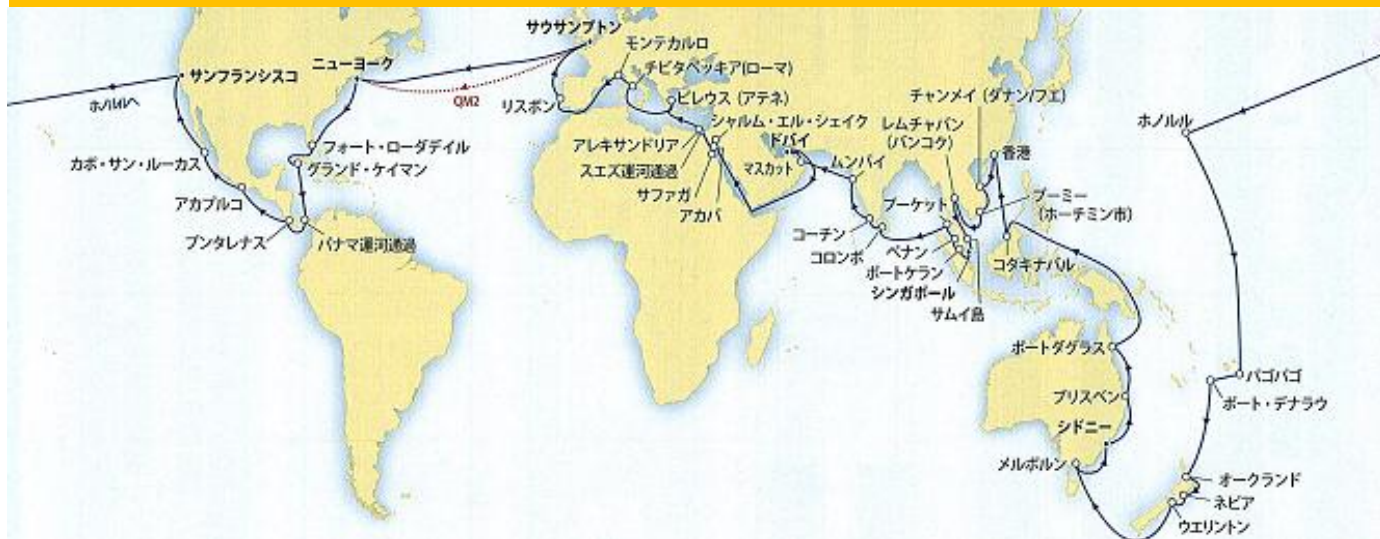 サウサンプトン
モンテカルロ
ニューヨーク
チビタベッキア(ローマ)
サンフランシスコ
ホノルルへ
QM2
リスボン
ピレウス（アテネ）
チャンメイ（ダナン/フエ）
シャルム・エル・シェイク
レムチャバン
（バンコク）
ホノルル
フォート・ローダデイル
アレキサンドリア
ドバイ
香港
カボ・サン・ルーカス
グランド・ケイマン
スエズ運河通過
マスカット
ムンバイ
サファガ
プーケット
プーミー
（ホーチミン市）
アカプルコ
アカバ
コーチン
プンタレナス
パナマ運河通過
コロンボ
ペナン
コタキナバル
ポートケラン
シンガポール
サムイ島
ポートダグラス
パゴパゴ
ポート・デナラウ
ブリスベン
シドニー
メルボルン
オークランド
ネピア
ウエリントン